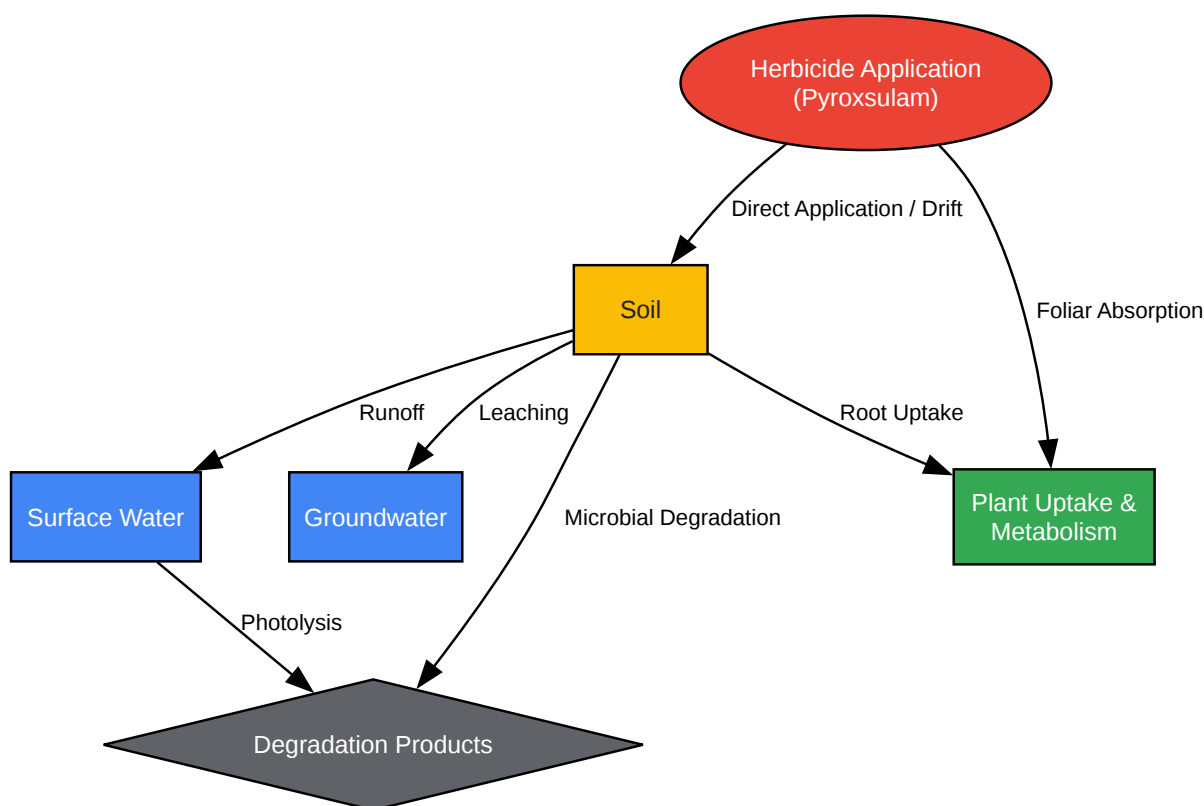 Herbicide Application
(Pyroxsulam)
Direct Application / Drift
Soil
Foliar Absorption
Runoff
Leaching
Root Uptake
Surface Water
Groundwater
Microbial Degradation
Plant Uptake &
Metabolism
Photolysis
Degradation Products